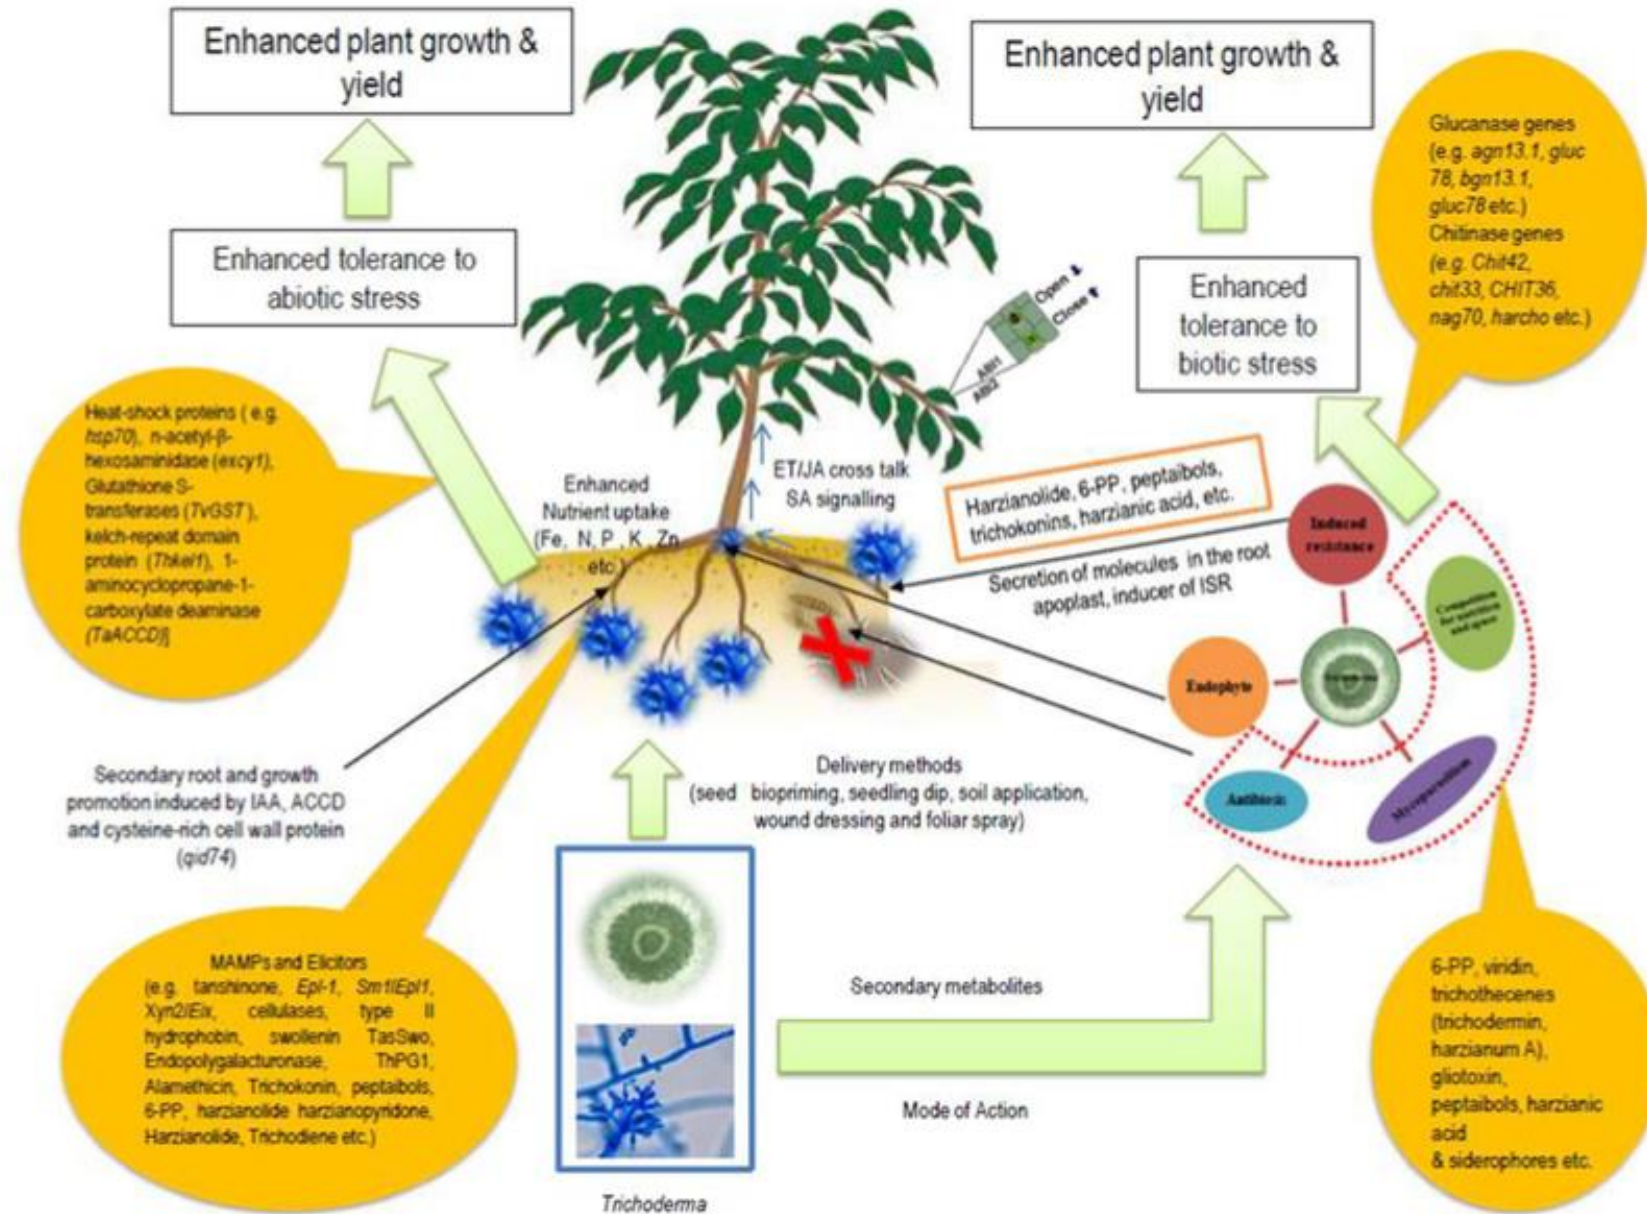 Enhanced plant growth &
yield
Enhanced plant growth &
yield
Glucanase genes
(e.g. agn13.1, gluc
78, bgn13.1,
gluc78 etc.)
Chitinase genes
(e.g. Chit42,
chit33, CHIT36,
nag70, harcho etc.)
Enhanced tolerance to
abiotic stress
Enhanced
tolerance to
biotic stress
Open
Close
ABI1
ABI2
Heat-shock proteins ( e.g.
hsp70), n-acetyl-β-
hexosaminidase (excy1),
Glutathione S-
transferases (TvGST ),
kelch-repeat domain
protein (Thkel1), 1-
aminocyclopropane-1-
carboxylate deaminase
(TaACCD)]
Enhanced
Nutrient uptake
(Fe, N, P , K , Zn
etc.)
ET/JA cross talk
SA signalling
Harzianolide, 6-PP, peptaibols,
trichokonins, harzianic acid, etc.
Secretion of molecules in the root
apoplast, inducer of ISR
Induced
resistance
Competition
for nutrition
and space
Endophyte
Antibiosis
Mycoparasitism
Secondary root and growth
promotion induced by IAA, ACCD
and cysteine-rich cell wall protein
(qid74)
Delivery methods
(seed biopriming, seedling dip, soil application,
wound dressing and foliar spray)
MAMPs and Elicitors
(e.g. tanshinone, Epl-1, Sm1/Epl1,
Xyn2/Eix, cellulases, type II
hydrophobin, swollenin TasSwo,
Endopolygacturonase, ThPG1,
Alamethicin, Trichokonin, peptaibols,
6-PP, harzianolide harzianopyridone,
Harzianolide, Trichodiene etc.)
Secondary metabolites
Mode of Action
6-PP, viridin,
trichothecenes
(trichodermin,
harzianum A),
gliotoxin,
peptaibols, harzianic
acid
& siderophores etc.
Trichoderma